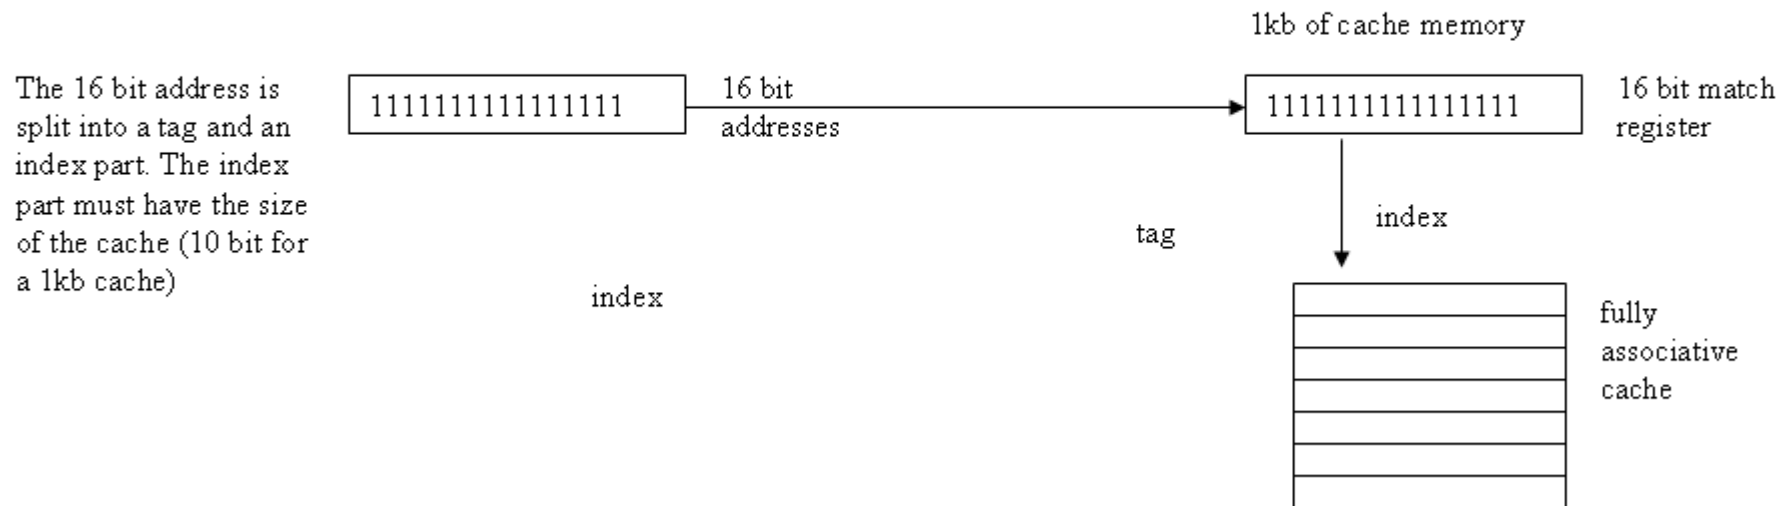 1kb of cache memory
The 16 bit address is
split into a tag and an
index part. The index
part must have the size
of the cache (10 bit for
a 1kb cache)
1111111111111111
16 bit
addresses
1111111111111111
16 bit match
register
tag
index
index
fully
associative
cache